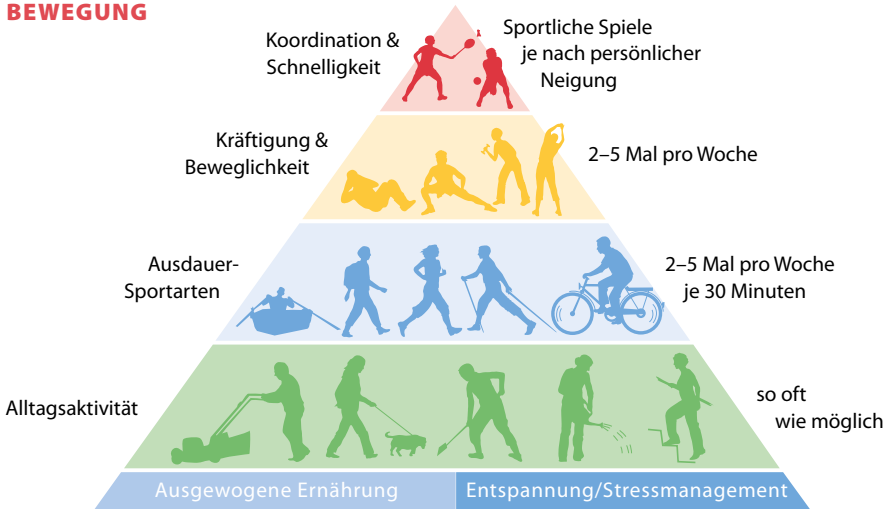 BEWEGUNG
Koordination &
Schnelligkeit
Sportliche Spiele
je nach persönlicher
Neigung
Kräftigung &
Beweglichkeit
2–5 Mal pro Woche
Ausdauer-
Sportarten
2–5 Mal pro Woche
je 30 Minuten
Alltagsaktivität
so oft
wie möglich
Ausgewogene Ernährung
Entspannung/Stressmanagement